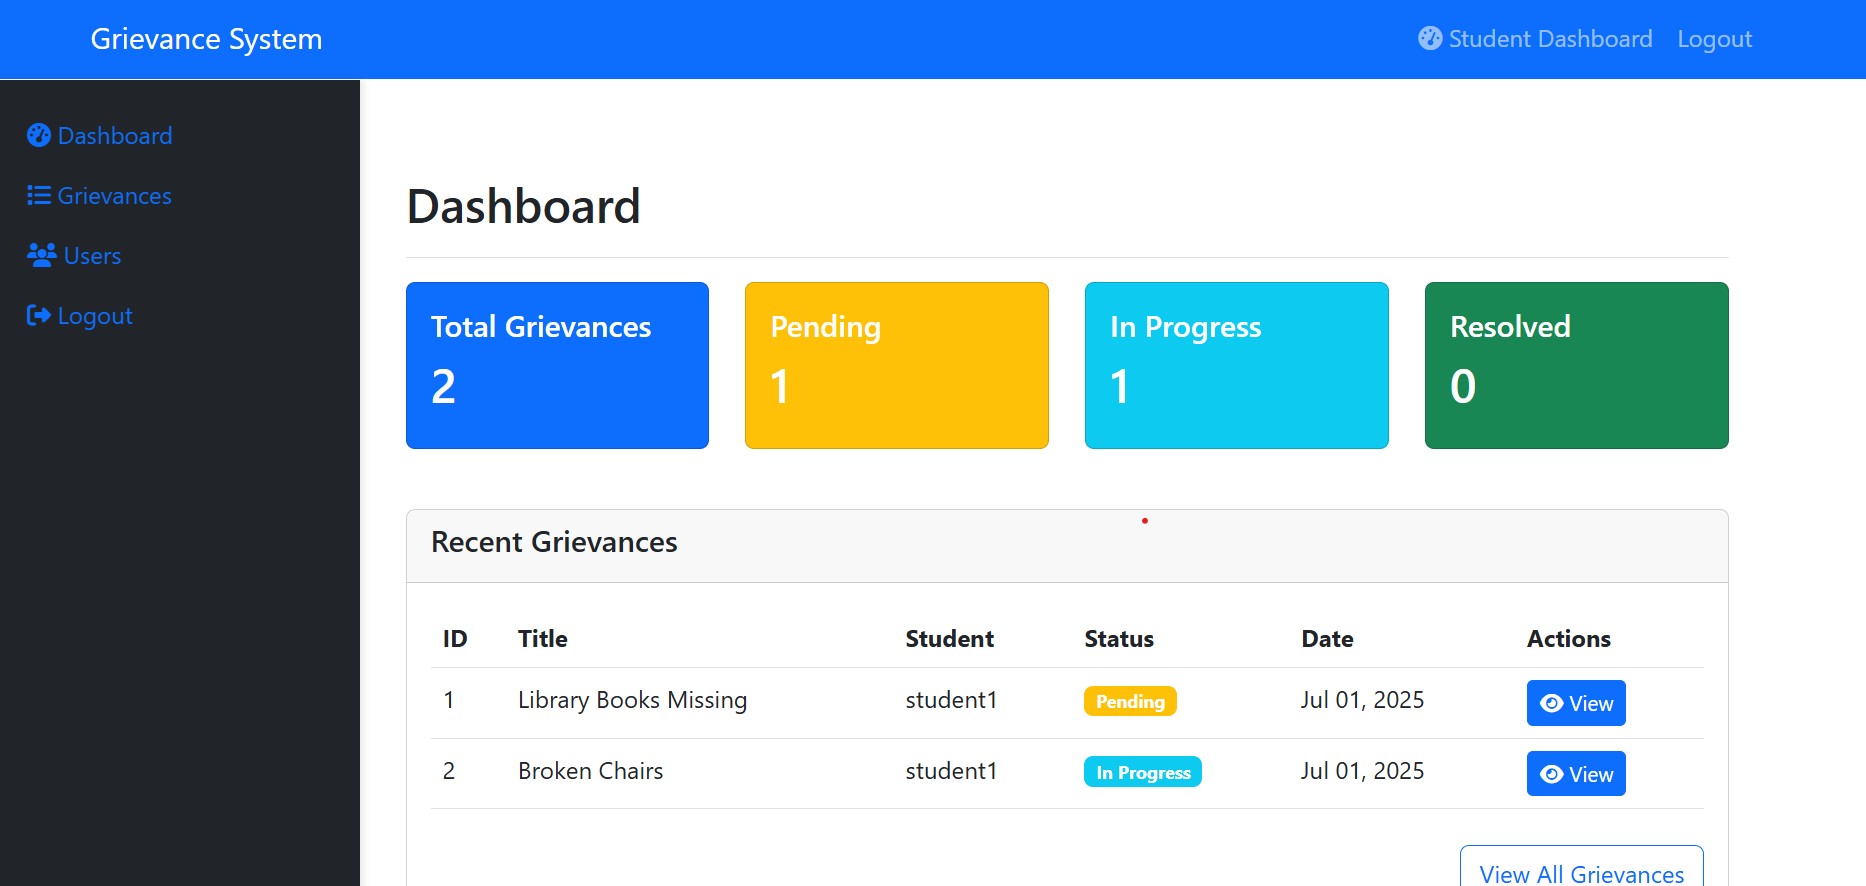 Grievance System
Student Dashboard Logout
Dashboard
Grievances
Users
Logout
Dashboard
Total Grievances
2
Pending
1
In Progress
1
Resolved
0
Recent Grievances
ID Title Student Status Date Actions
1 Library Books Missing student1 Pending Jul 01, 2025 View
2 Broken Chairs student1 In Progress Jul 01, 2025 View
View All Grievances